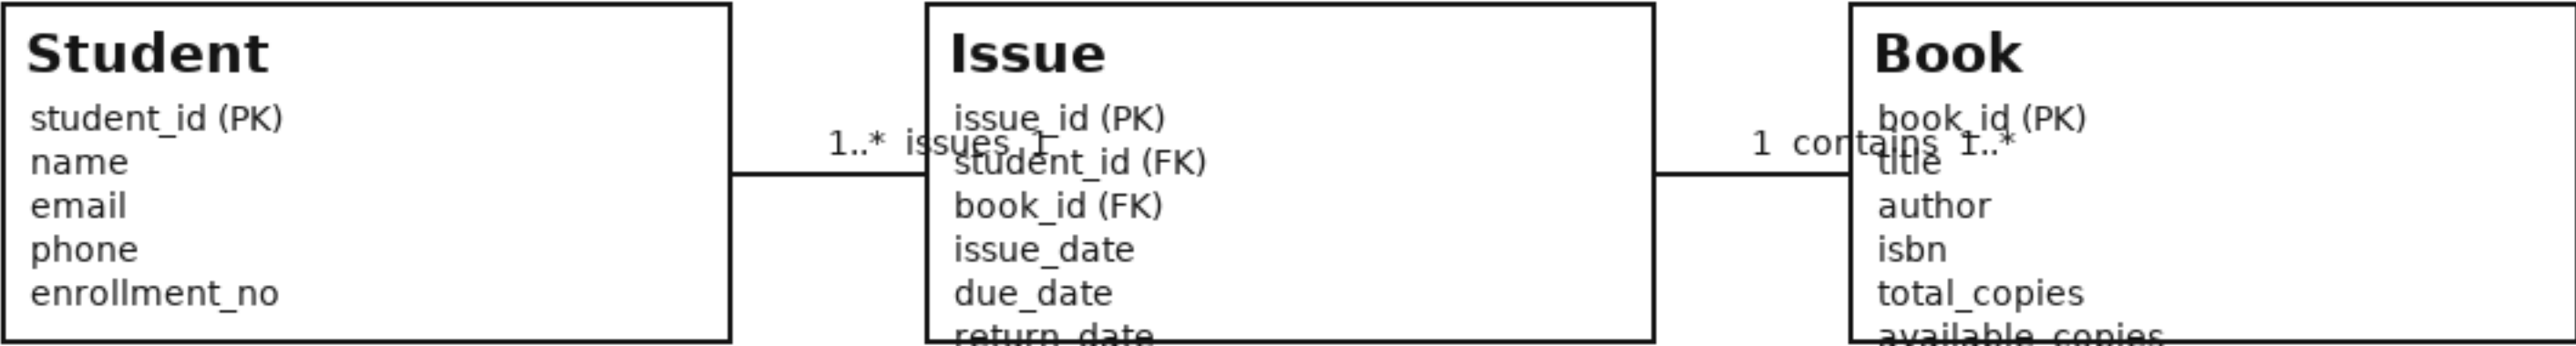 Student
student_id (PK)
name
email
phone
enrollment_no
1..* issues 1
Issue
issue_id (PK)
student_id (FK)
book_id (FK)
issue_date
due_date
return_date
1 contains 1..*
Book
book_id (PK)
title
author
isbn
total_copies
available_copies